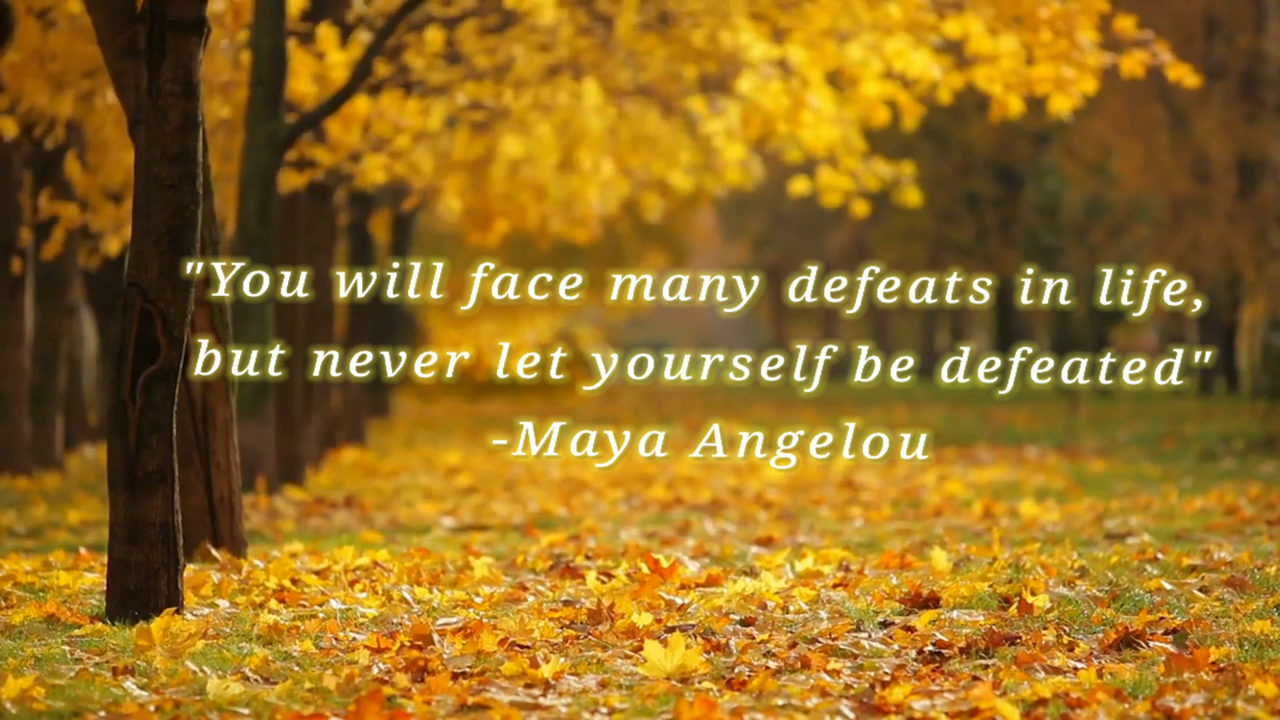 "You will face many defeats in life,
but never let yourself be defeated"
-Maya Angelou